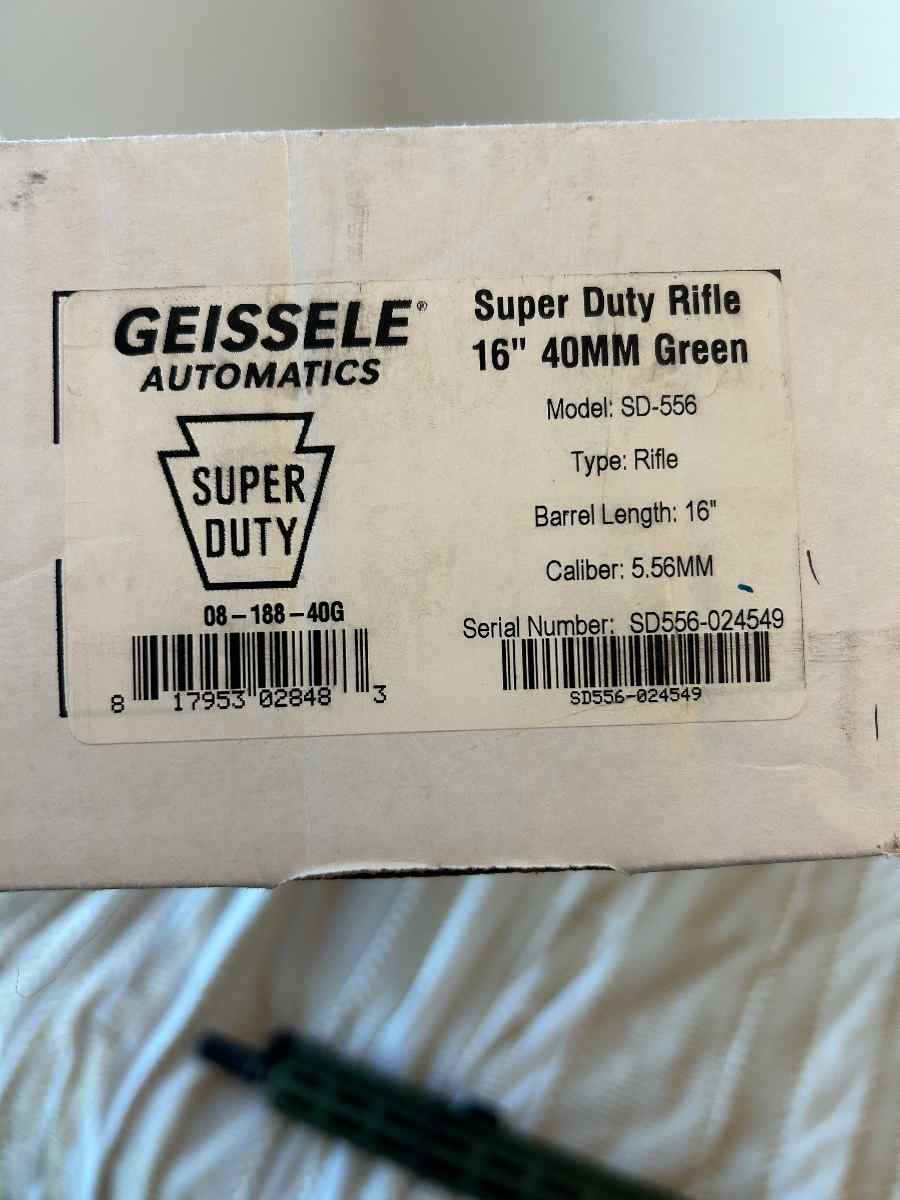 GEISSELE®
AUTOMATICS
SUPER
DUTY
08-188-40G
8 17953 02848 3
Super Duty Rifle
16" 40MM Green
Model: SD-556
Type: Rifle
Barrel Length: 16"
Caliber: 5.56MM
Serial Number: SD556-024549
SD556-024549